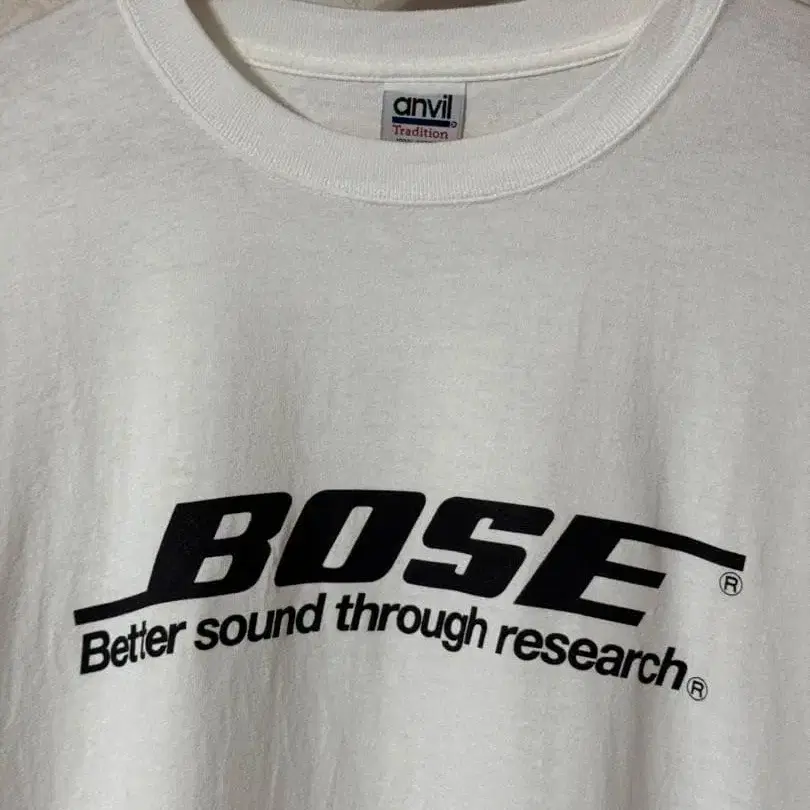 anvil
Tradition
BOSE®
Better sound through research®